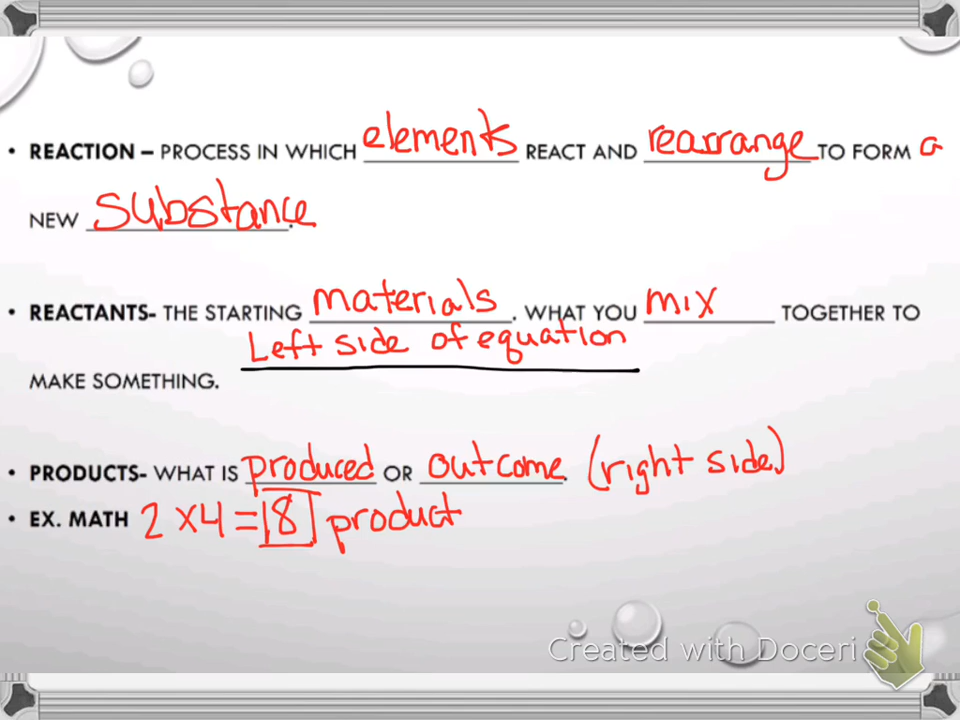 • REACTION – PROCESS IN WHICH elements REACT AND rearrange TO FORM a
NEW substance.
• REACTANTS- THE STARTING materials. WHAT YOU mix TOGETHER TO
Left side of equation
MAKE SOMETHING.
• PRODUCTS- WHAT IS produced OR outcome. (right side)
• EX. MATH 2 x 4 = 8 product
Created with Doceri